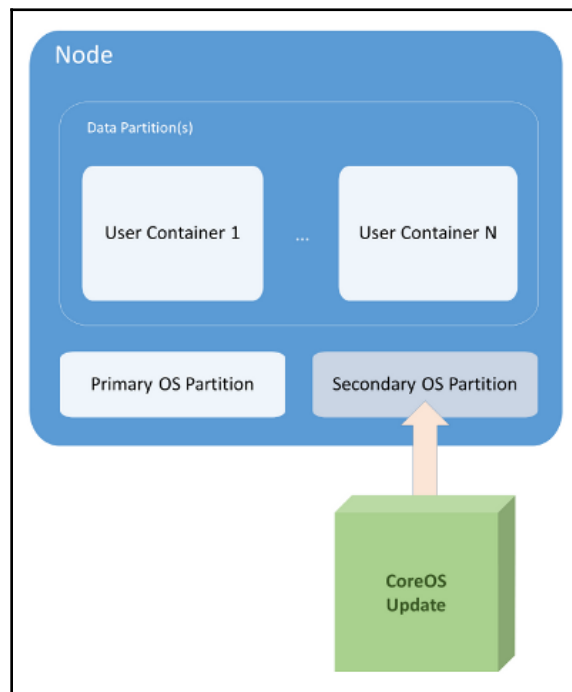 Node
Data Partition(s)
User Container 1
...
User Container N
Primary OS Partition
Secondary OS Partition
CoreOS
Update